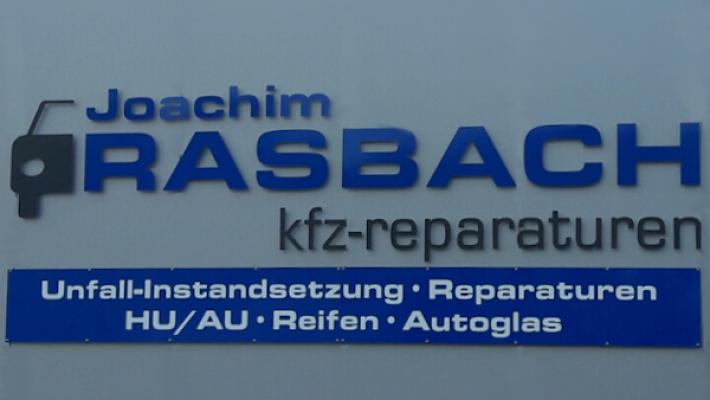 Joachim
RASBACH
kfz-reparaturen
Unfall-Instandsetzung • Reparaturen
HU/AU • Reifen • Autoglas